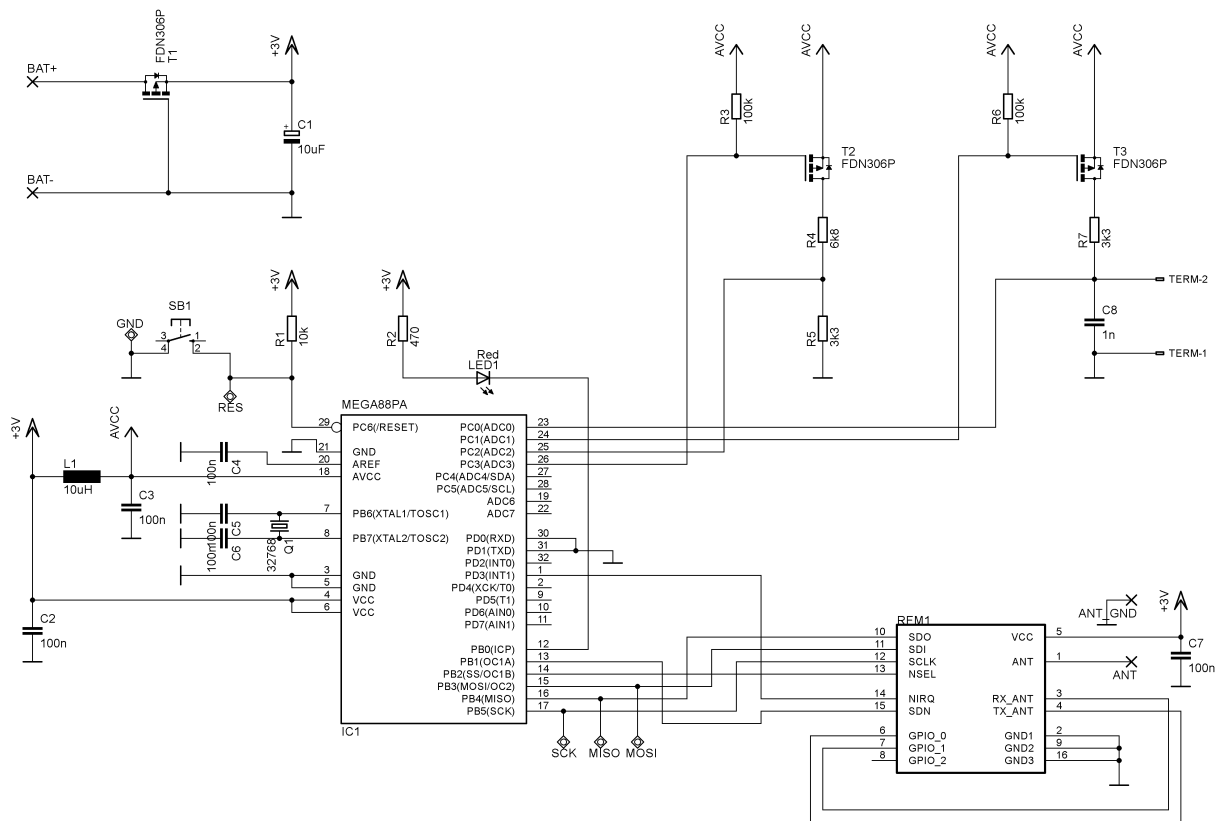 BAT+
FDN306P
T1
+3V
C1
+
10uF
BAT-
AVCC
AVCC
R3
100k
T2
FDN306P
R4
6k8
R5
3k3
AVCC
AVCC
R6
100k
T3
FDN306P
R7
3k3
TERM-2
C8
1n
TERM-1
GND
SB1
3
1
4
2
RES
+3V
R1
10k
+3V
R2
470
Red
LED1
+3V
AVCC
L1
10uH
C3
100n
C2
100n
100n
C4
100n
C5
100n
C6
32768
Q1
MEGA88PA
29 PC6(/RESET)
21 GND
20 AREF
18 AVCC
7 PB6(XTAL1/TOSC1)
8 PB7(XTAL2/TOSC2)
3 GND
5 GND
4 VCC
6 VCC
PC0(ADC0) 23
PC1(ADC1) 24
PC2(ADC2) 25
PC3(ADC3) 26
PC4(ADC4/SDA) 27
PC5(ADC5/SCL) 28
ADC6 19
ADC7 22
PD0(RXD) 30
PD1(TXD) 31
PD2(INT0) 32
PD3(INT1) 1
PD4(XCK/T0) 2
PD5(T1) 9
PD6(AIN0) 10
PD7(AIN1) 11
PB0(ICP) 12
PB1(OC1A) 13
PB2(SS/OC1B) 14
PB3(MOSI/OC2) 15
PB4(MISO) 16
PB5(SCK) 17
IC1
SCK
MISO
MOSI
RFM1
10 SDO
11 SDI
12 SCLK
13 NSEL
14 NIRQ
15 SDN
6 GPIO_0
7 GPIO_1
8 GPIO_2
VCC 5
ANT 1
RX_ANT 3
TX_ANT 4
GND1 2
GND2 9
GND3 16
ANT_GND
ANT
+3V
C7
100n